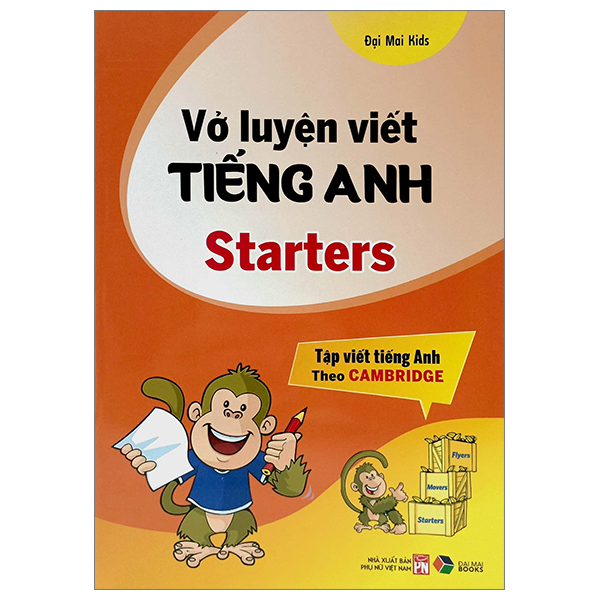 Đại Mai Kids
Vở luyện viết
TIẾNG ANH
Starters
Tập viết tiếng Anh
Theo CAMBRIDGE
Flyers
Movers
Starters
NHÀ XUẤT BẢN
PHỤ NỮ VIỆT NAM
PN
ĐẠI MAI
BOOKS